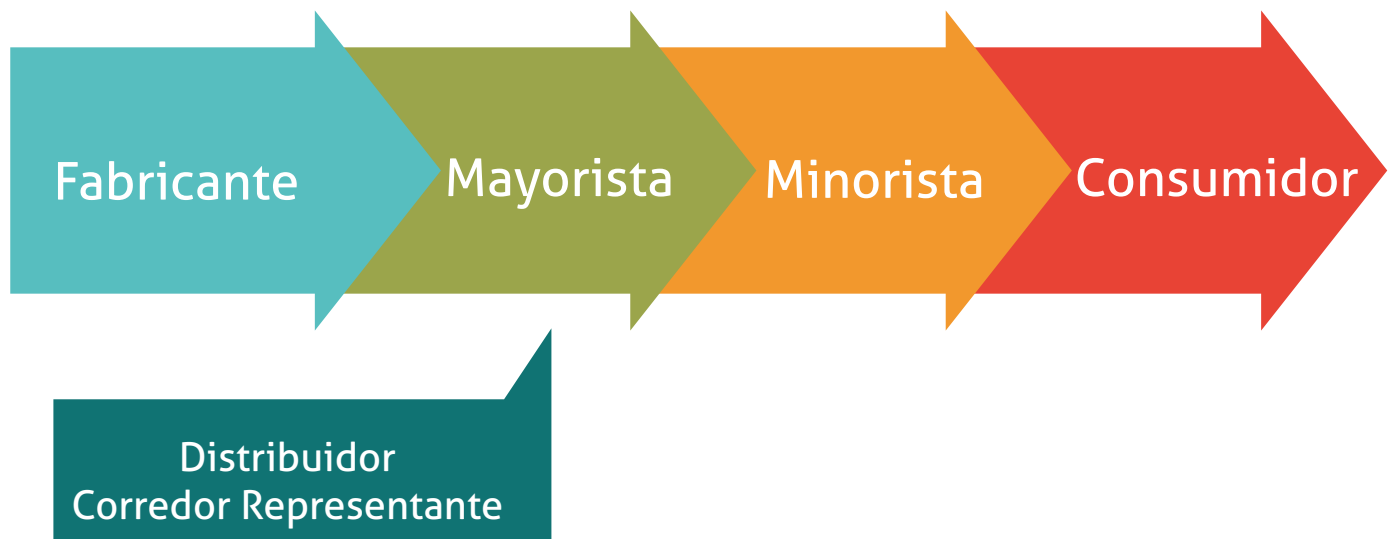 Fabricante
Mayorista
Minorista
Consumidor
Distribuidor
Corredor Representante